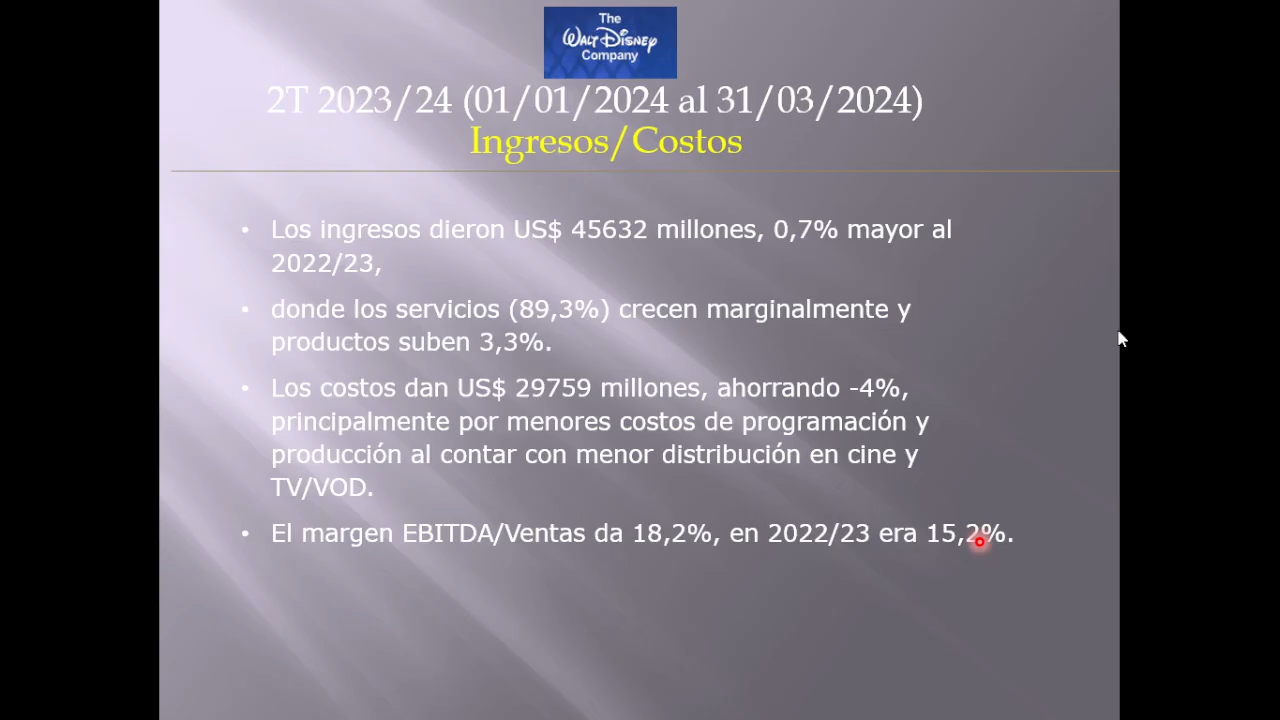 The
WALT DISNEY
Company
2T 2023/24 (01/01/2024 al 31/03/2024)
Ingresos/Costos
• Los ingresos dieron US$ 45632 millones, 0,7% mayor al
2022/23,
• donde los servicios (89,3%) crecen marginalmente y
productos suben 3,3%.
• Los costos dan US$ 29759 millones, ahorrando -4%,
principalmente por menores costos de programación y
producción al contar con menor distribución en cine y
TV/VOD.
• El margen EBITDA/Ventas da 18,2%, en 2022/23 era 15,2%.